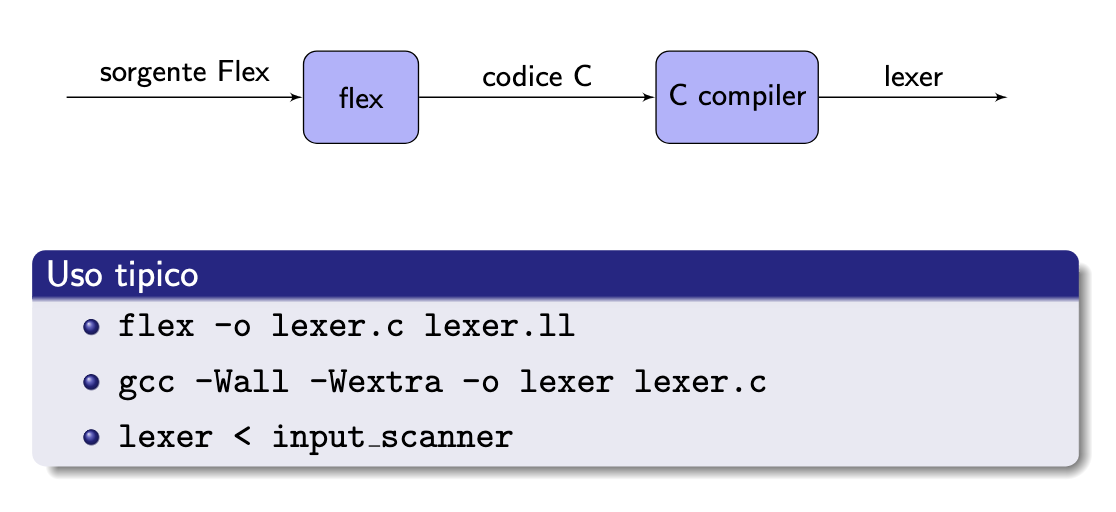 sorgente Flex
flex
codice C
C compiler
lexer
Uso tipico
flex -o lexer.c lexer.ll
gcc -Wall -Wextra -o lexer lexer.c
lexer < input_scanner